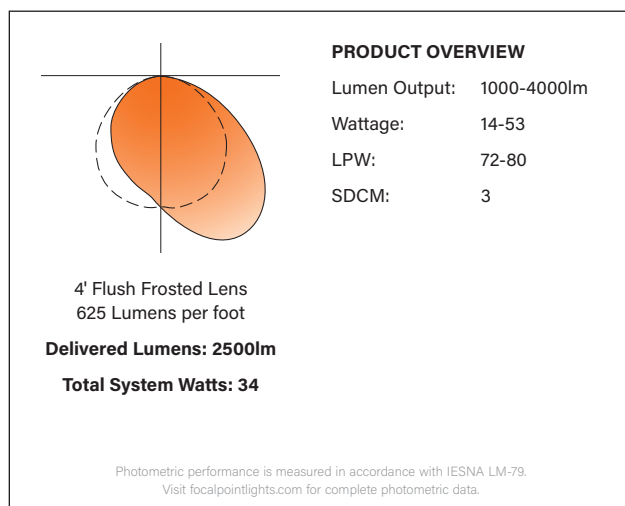 PRODUCT OVERVIEW
Lumen Output: 1000-4000lm
Wattage: 14-53
LPW: 72-80
SDCM: 3
4' Flush Frosted Lens
625 Lumens per foot
Delivered Lumens: 2500lm
Total System Watts: 34
Photometric performance is measured in accordance with IESNA LM-79.
Visit focalpointlights.com for complete photometric data.